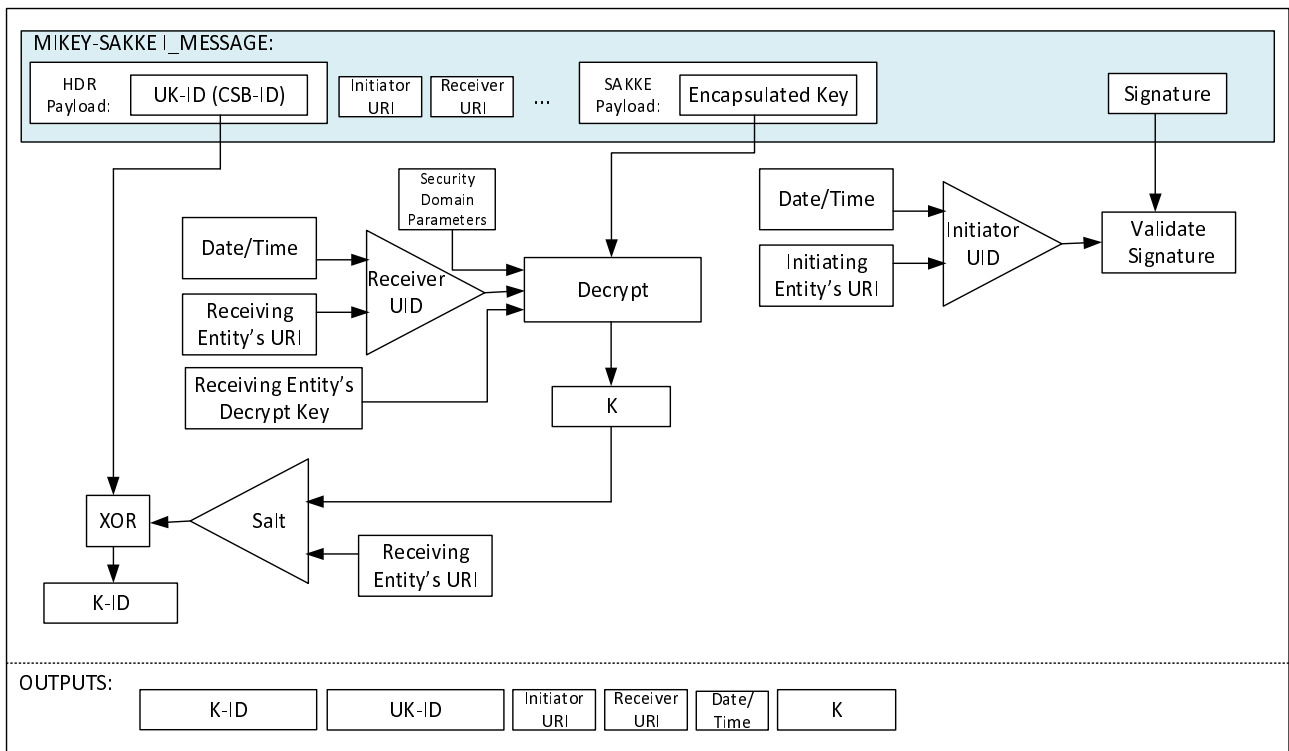 MIKEY-SAKKE I_MESSAGE:
HDR
Payload:
UK-ID (CSB-ID)
Initiator
URI
Receiver
URI
...
SAKKE
Payload:
Encapsulated Key
Signature
Security
Domain
Parameters
Date/Time
Receiving
Entity's URI
Receiver
UID
Receiving Entity's
Decrypt Key
Decrypt
Date/Time
Initiating
Entity's URI
Initiator
UID
Validate
Signature
K
XOR
Salt
Receiving
Entity's URI
K-ID
OUTPUTS:
K-ID
UK-ID
Initiator
URI
Receiver
URI
Date/
Time
K